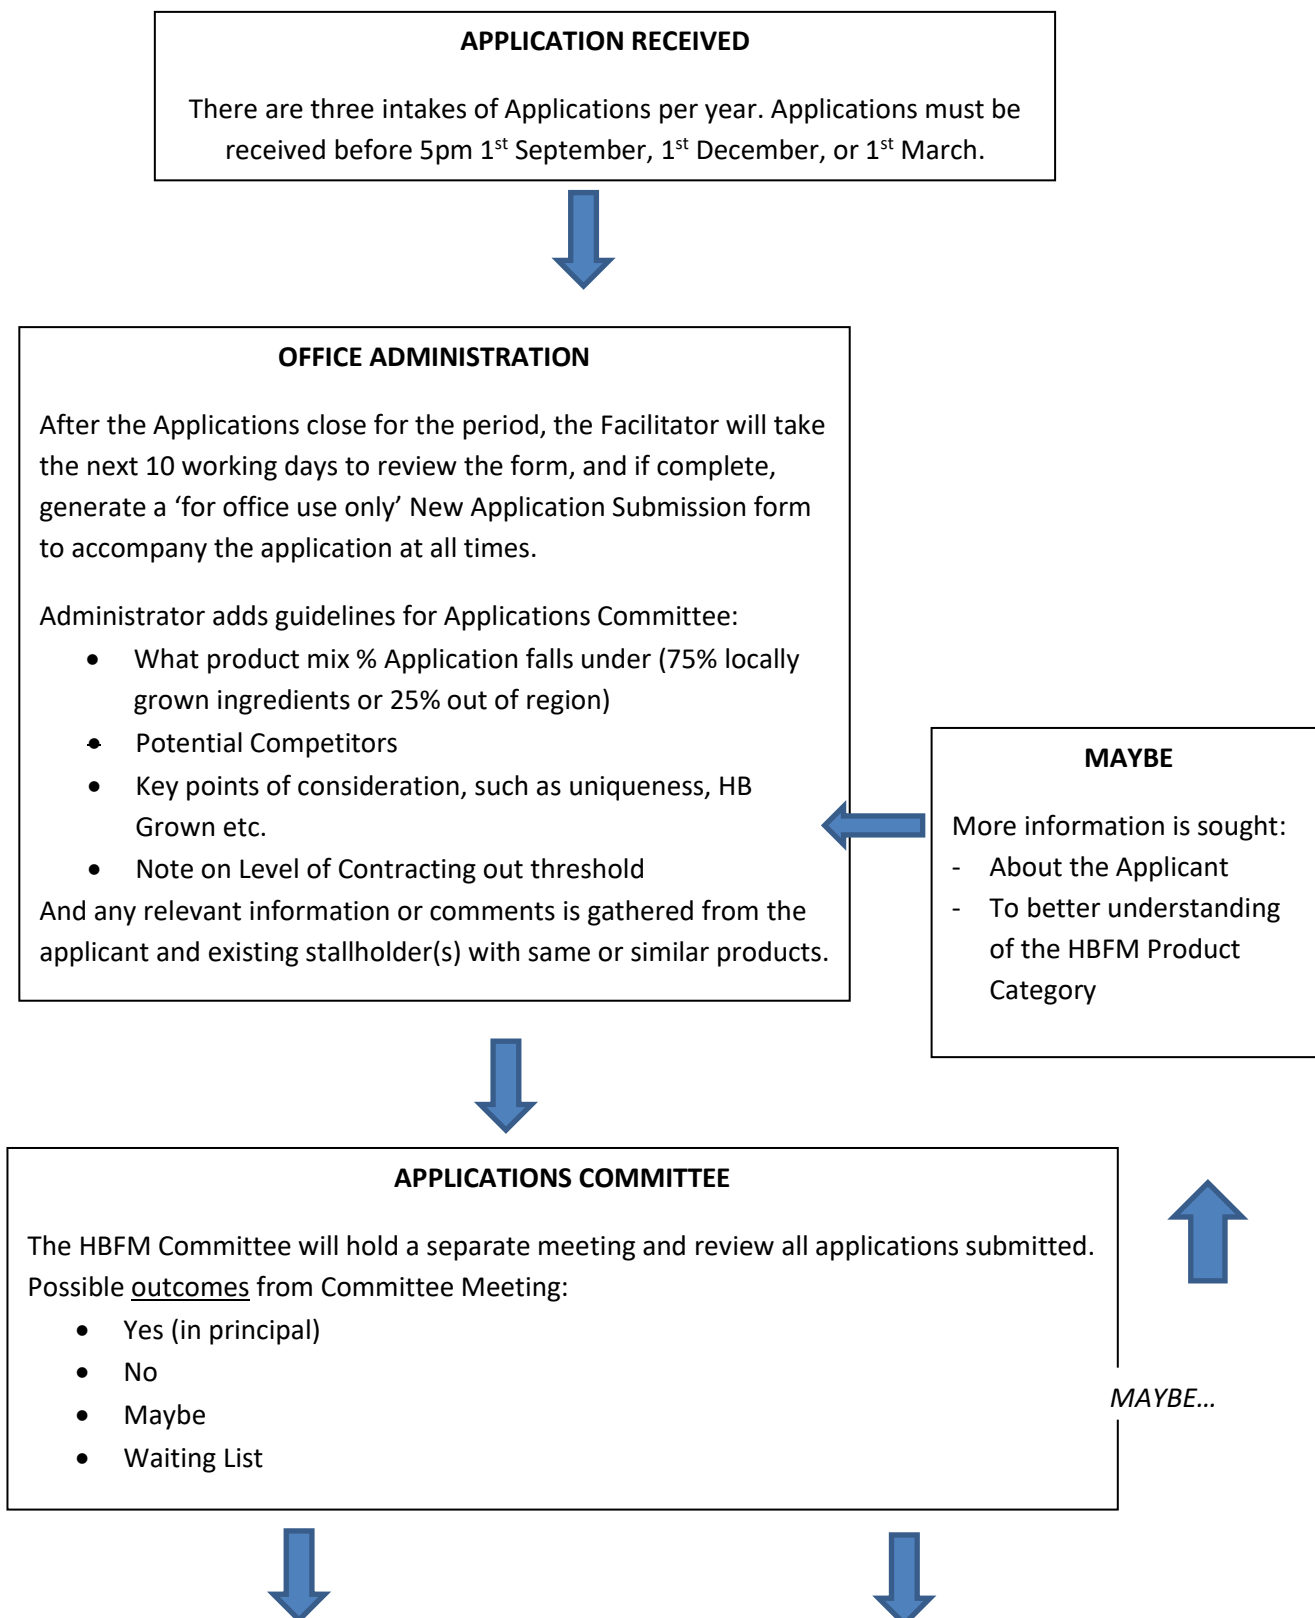 APPLICATION RECEIVED
There are three intakes of Applications per year. Applications must be
received before 5pm 1st September, 1st December, or 1st March.
OFFICE ADMINISTRATION
After the Applications close for the period, the Facilitator will take
the next 10 working days to review the form, and if complete,
generate a ‘for office use only’ New Application Submission form
to accompany the application at all times.
Administrator adds guidelines for Applications Committee:
• What product mix % Application falls under (75% locally
grown ingredients or 25% out of region)
• Potential Competitors
• Key points of consideration, such as uniqueness, HB
Grown etc.
• Note on Level of Contracting out threshold
And any relevant information or comments is gathered from the
applicant and existing stallholder(s) with same or similar products.
MAYBE
More information is sought:
- About the Applicant
- To better understanding
of the HBFM Product
Category
APPLICATIONS COMMITTEE
The HBFM Committee will hold a separate meeting and review all applications submitted.
Possible outcomes from Committee Meeting:
• Yes (in principal)
• No
• Maybe
• Waiting List
MAYBE…